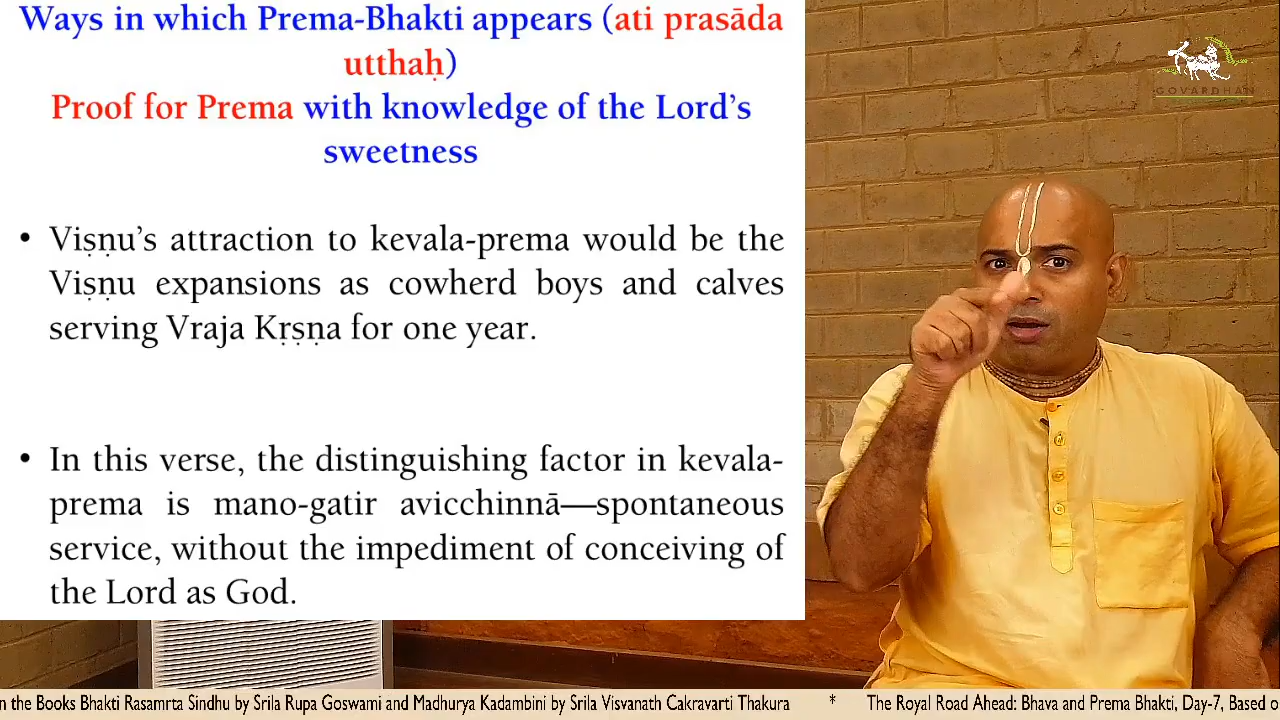 Ways in which Prema-Bhakti appears (ati prasāda
utthaḥ)
Proof for Prema with knowledge of the Lord's
sweetness
• Viṣṇu's attraction to kevala-prema would be the
Viṣṇu expansions as cowherd boys and calves
serving Vraja Kṛṣṇa for one year.
• In this verse, the distinguishing factor in kevala-
prema is mano-gatir avicchinnā—spontaneous
service, without the impediment of conceiving of
the Lord as God.
GOVARDHAN
n the Books Bhakti Rasamrta Sindhu by Srila Rupa Goswami and Madhurya Kadambini by Srila Visvanath Cakravarti Thakura * The Royal Road Ahead: Bhava and Prema Bhakti, Day-7, Based o